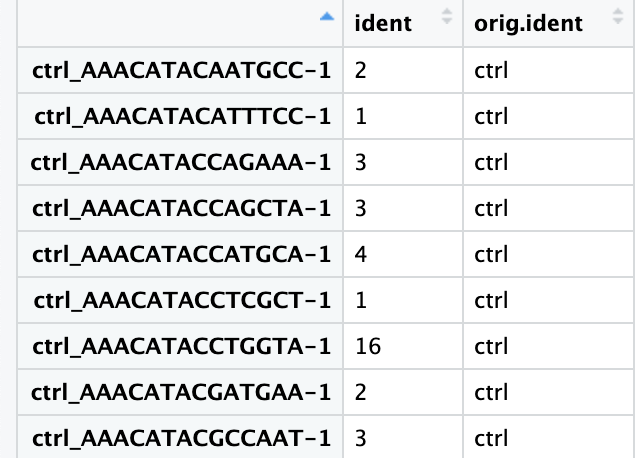 ident orig.ident
ctrl_AAACATACAATGCC-1 2 ctrl
ctrl_AAACATACATTTCC-1 1 ctrl
ctrl_AAACATACCAGAAA-1 3 ctrl
ctrl_AAACATACCAGCTA-1 3 ctrl
ctrl_AAACATACCATGCA-1 4 ctrl
ctrl_AAACATACCTCGCT-1 1 ctrl
ctrl_AAACATACCTGGTA-1 16 ctrl
ctrl_AAACATACGATGAA-1 2 ctrl
ctrl_AAACATACGCCAAT-1 3 ctrl